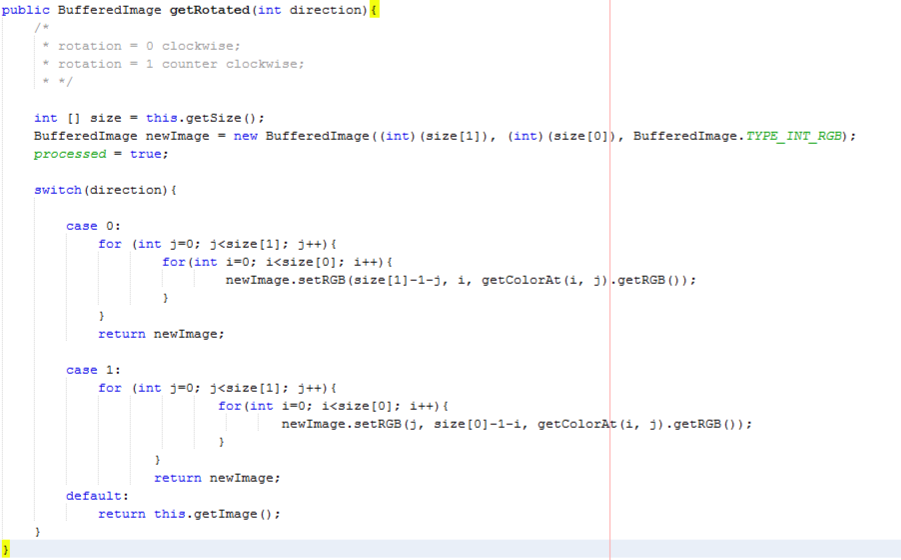 public BufferedImage getRotated(int direction){
    /*
     * rotation = 0 clockwise;
     * rotation = 1 counter clockwise;
     * */
    int [] size = this.getSize();
    BufferedImage newImage = new BufferedImage((int)(size[1]), (int)(size[0]), BufferedImage.TYPE_INT_RGB);
    processed = true;
    switch(direction){
        case 0:
            for (int j=0; j<size[1]; j++){
                    for(int i=0; i<size[0]; i++){
                            newImage.setRGB(size[1]-1-j, i, getColorAt(i, j).getRGB());
                    }
            }
            return newImage;
        case 1:
            for (int j=0; j<size[1]; j++){
                           for(int i=0; i<size[0]; i++){
                                   newImage.setRGB(j, size[0]-1-i, getColorAt(i, j).getRGB());
                           }
                   }
                   return newImage;
        default:
            return this.getImage();
    }
}